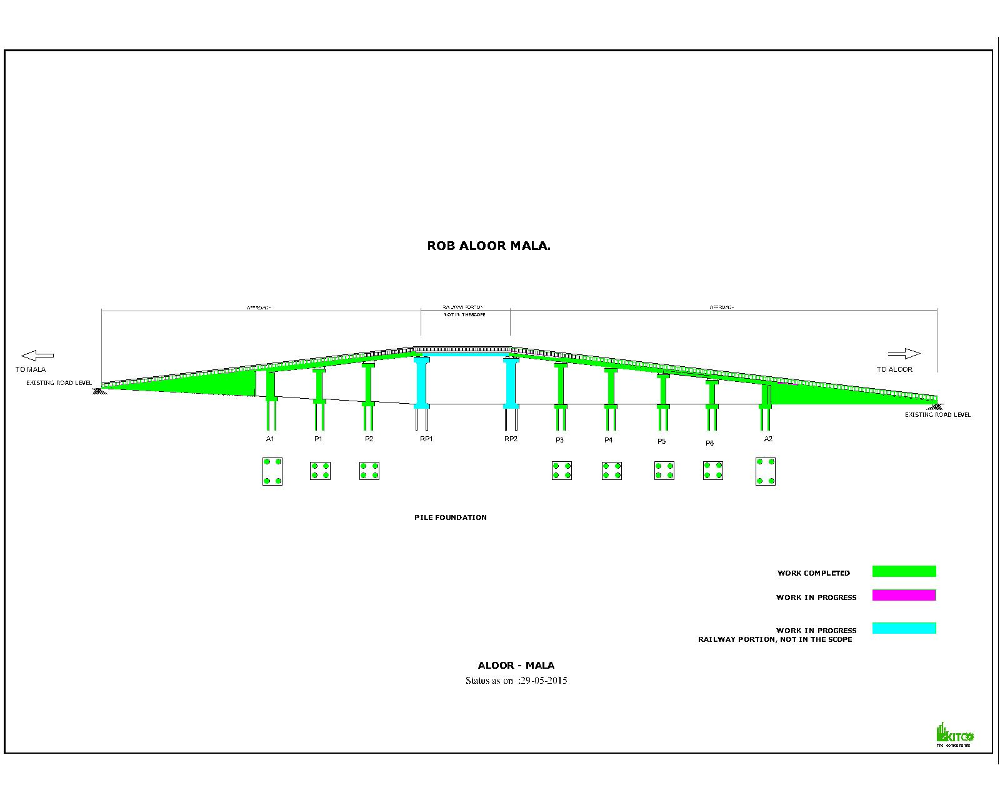 ROB ALOOR MALA.
APPROACH
RAILWAY PORTION
APPROACH
NOT IN THESCOPE
TO MALA
TO ALOOR
EXISTING ROAD LEVEL
EXISTING ROAD LEVEL
A1 P1 P2 RP1 RP2 P3 P4 P5 P6 A2
PILE FOUNDATION
WORK COMPLETED
WORK IN PROGRESS
WORK IN PROGRESS
RAILWAY PORTION, NOT IN THE SCOPE
ALOOR - MALA
Status as on :29-05-2015
KITCO
the consultants